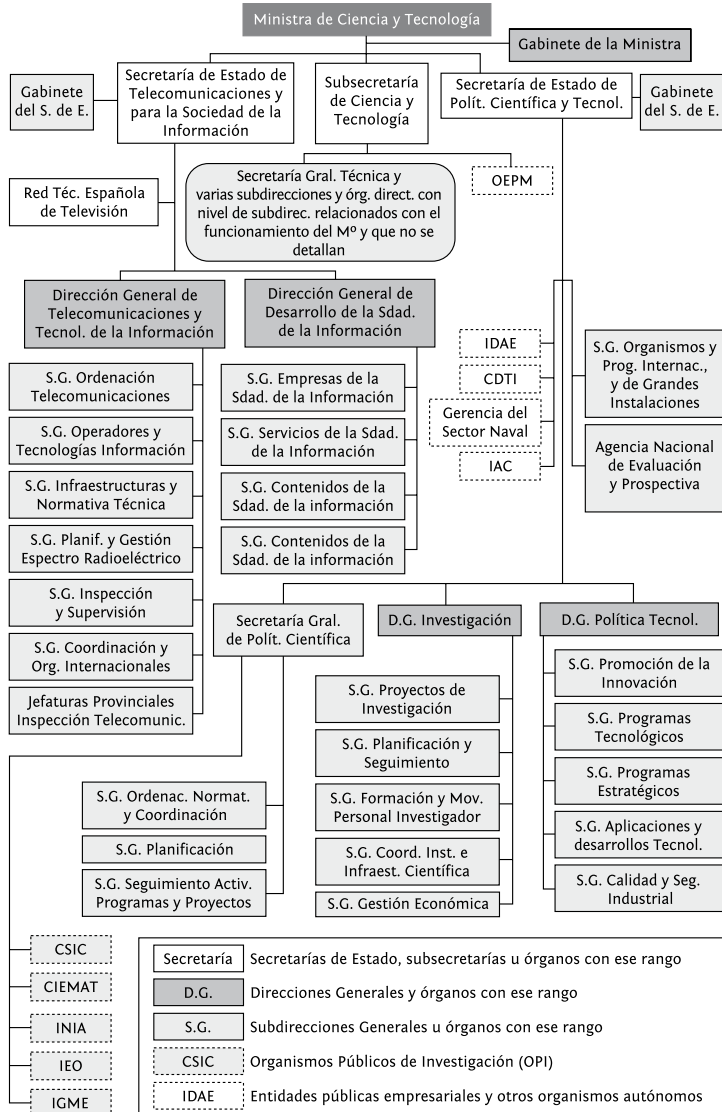 Ministra de Ciencia y Tecnología
Gabinete de la Ministra
Gabinete
del S. de E.
Secretaría de Estado de
Telecomunicaciones y
para la Sociedad de la
Información
Subsecretaría
de Ciencia y
Tecnología
Secretaría de Estado de
Polít. Científica y Tecnol.
Gabinete
del S. de E.
Red Téc. Española
de Televisión
Secretaría Gral. Técnica y
varias subdirecciones y órg. direct. con
nivel de subdirec. relacionados con el
funcionamiento del Mº y que no se
detallan
OEPM
Dirección General de
Telecomunicaciones y
Tecnol. de la Información
Dirección General de
Desarrollo de la Sdad.
de la Información
S.G. Ordenación
Telecomunicaciones
S.G. Operadores y
Tecnologías Información
S.G. Infraestructuras y
Normativa Técnica
S.G. Planif. y Gestión
Espectro Radioeléctrico
S.G. Inspección
y Supervisión
S.G. Coordinación y
Org. Internacionales
Jefaturas Provinciales
Inspección Telecomunic.
S.G. Empresas de la
Sdad. de la Información
S.G. Servicios de la Sdad.
de la Información
S.G. Contenidos de la
Sdad. de la información
S.G. Contenidos de la
Sdad. de la información
IDAE
CDTI
Gerencia del
Sector Naval
IAC
S.G. Organismos y
Prog. Internac.,
y de Grandes
Instalaciones
Agencia Nacional
de Evaluación
y Prospectiva
Secretaría Gral.
de Polít. Científica
D.G. Investigación
D.G. Política Tecnol.
S.G. Ordenac. Normat.
y Coordinación
S.G. Planificación
S.G. Seguimiento Activ.
Programas y Proyectos
S.G. Proyectos de
Investigación
S.G. Planificación y
Seguimiento
S.G. Formación y Mov.
Personal Investigador
S.G. Coord. Inst. e
Infraest. Científica
S.G. Gestión Económica
S.G. Promoción de la
Innovación
S.G. Programas
Tecnológicos
S.G. Programas
Estratégicos
S.G. Aplicaciones y
desarrollos Tecnol.
S.G. Calidad y Seg.
Industrial
CSIC
CIEMAT
INIA
IEO
IGME
Secretaría Secretarías de Estado, subsecretarías u órganos con ese rango
D.G. Direcciones Generales y órganos con ese rango
S.G. Subdirecciones Generales u órganos con ese rango
CSIC Organismos Públicos de Investigación (OPI)
IDAE Entidades públicas empresariales y otros organismos autónomos